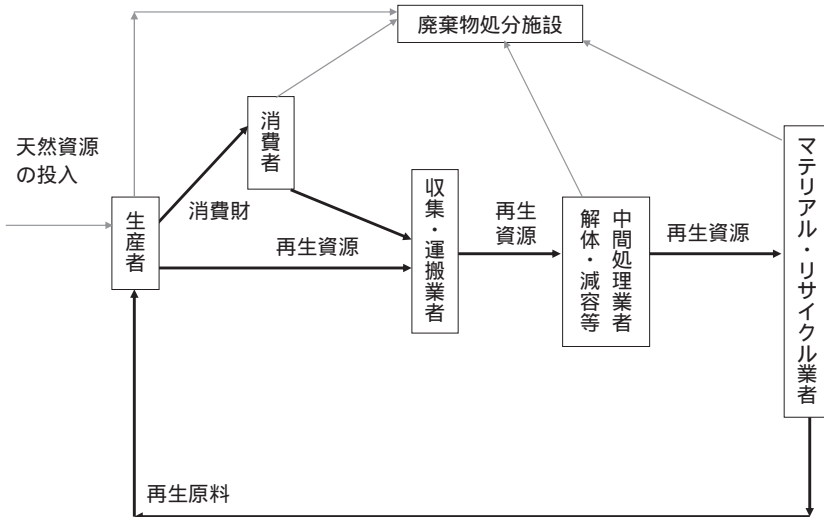 廃棄物処分施設
消費者
天然資源
の投入
生産者
消費財
再生資源
収集・運搬業者
再生
資源
中間処理業者
解体・減容等
再生資源
マテリアル・リサイクル業者
再生原料